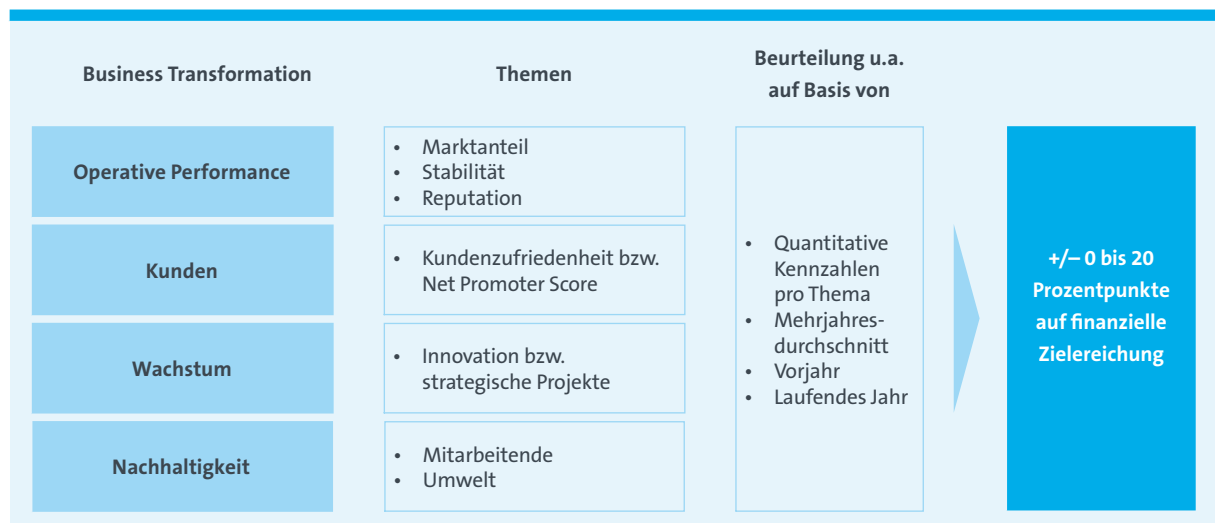 Business Transformation
Themen
Beurteilung u.a.
auf Basis von
Operative Performance
• Marktanteil
• Stabilität
• Reputation
Kunden
• Kundenzufriedenheit bzw.
Net Promoter Score
Wachstum
• Innovation bzw.
strategische Projekte
Nachhaltigkeit
• Mitarbeitende
• Umwelt
• Quantitative
Kennzahlen
pro Thema
• Mehrjahres-
durchschnitt
• Vorjahr
• Laufendes Jahr
+/– 0 bis 20
Prozentpunkte
auf finanzielle
Zielereichung